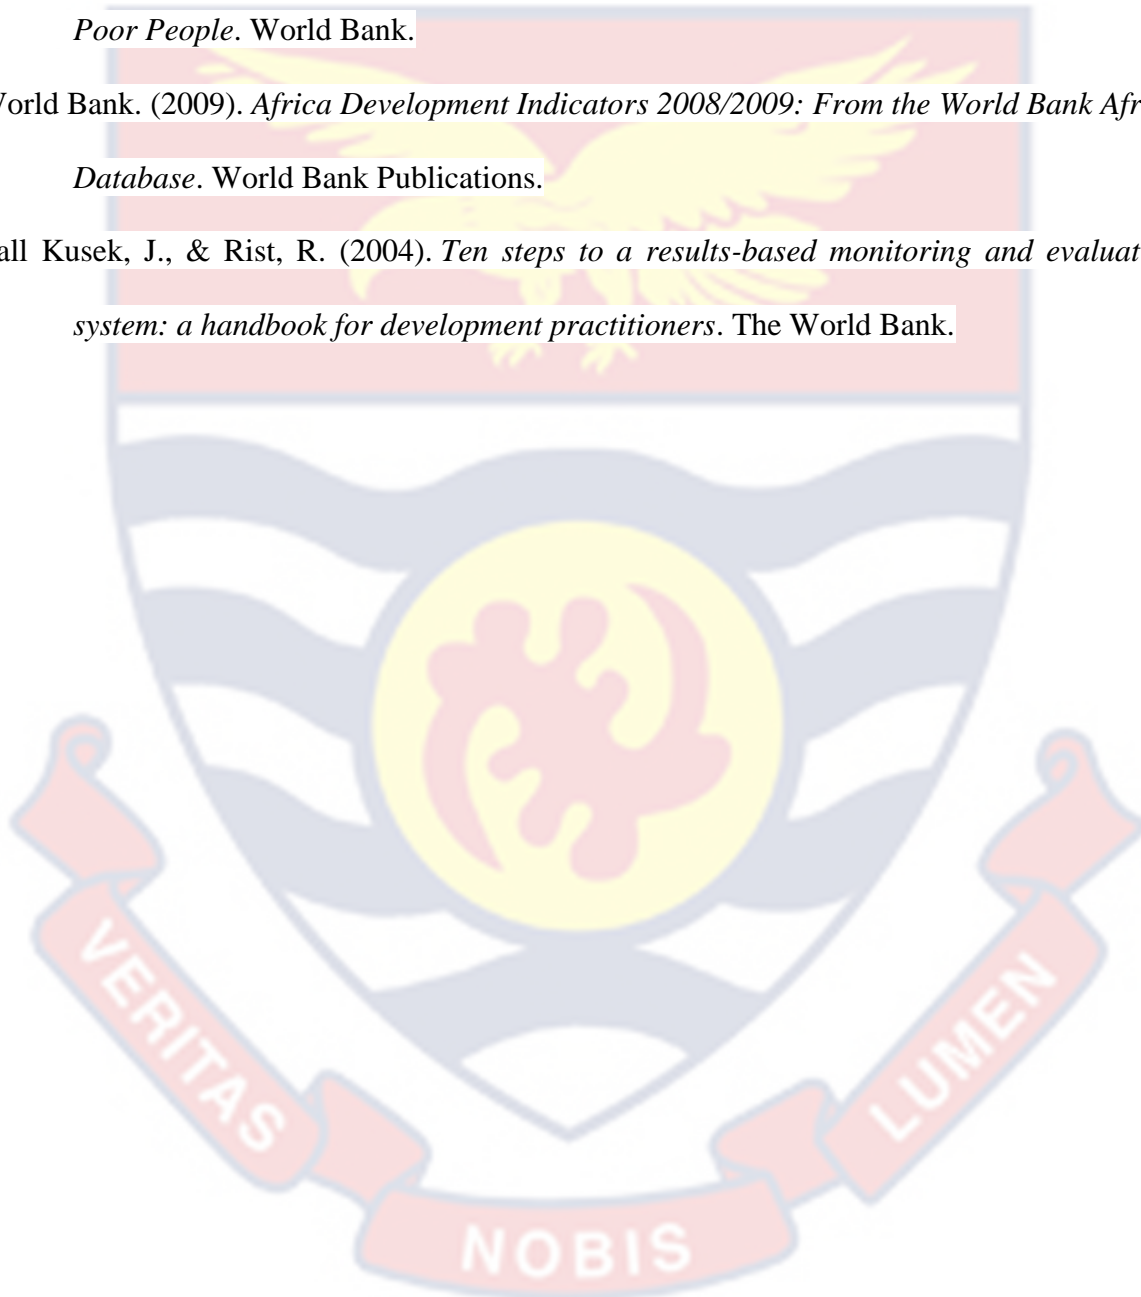 Poor People. World Bank.
World Bank. (2009). Africa Development Indicators 2008/2009: From the World Bank Afr
Database. World Bank Publications.
all Kusek, J., & Rist, R. (2004). Ten steps to a results-based monitoring and evaluat
system: a handbook for development practitioners. The World Bank.
VERITAS
NOBIS
LUMEN